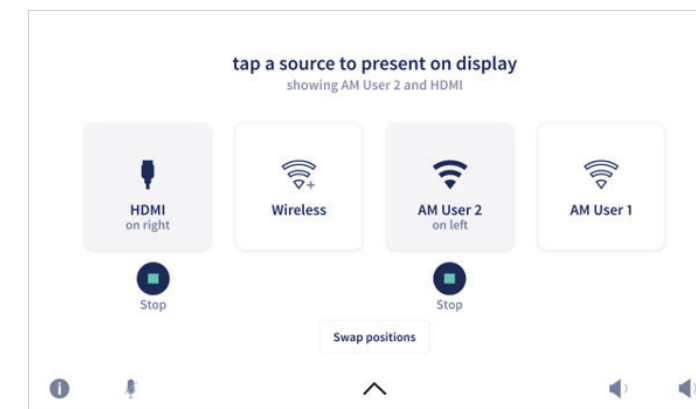 tap a source to present on display
showing AM User 2 and HDMI
HDMI
on right
Wireless
AM User 2
on left
AM User 1
Stop
Stop
Swap positions